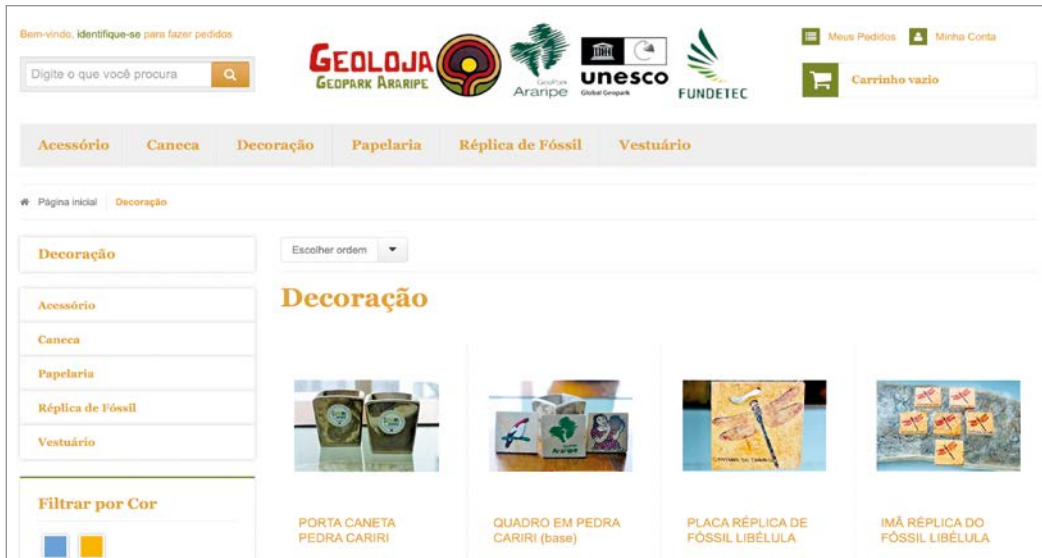 Bem-vindo, identifique-se para fazer pedidos
Digite o que você procura
GEOLOJA
GEOPARK ARARIPE
GeoPark
Araripe
unesco
Global Geopark
FUNDETEC
Meus Pedidos
Minha Conta
Carrinho vazio
Acessório Caneca Decoração Papelaria Réplica de Fóssil Vestuário
Página inicial Decoração
Decoração
Acessório
Caneca
Papelaria
Réplica de Fóssil
Vestuário
Filtrar por Cor
Escolher ordem
Decoração
Araripe
PORTA CANETA
PEDRA CARIRI
QUADRO EM PEDRA
CARIRI (base)
PLACA RÉPLICA DE
FÓSSIL LIBÉLULA
IMÃ RÉPLICA DO
FÓSSIL LIBÉLULA